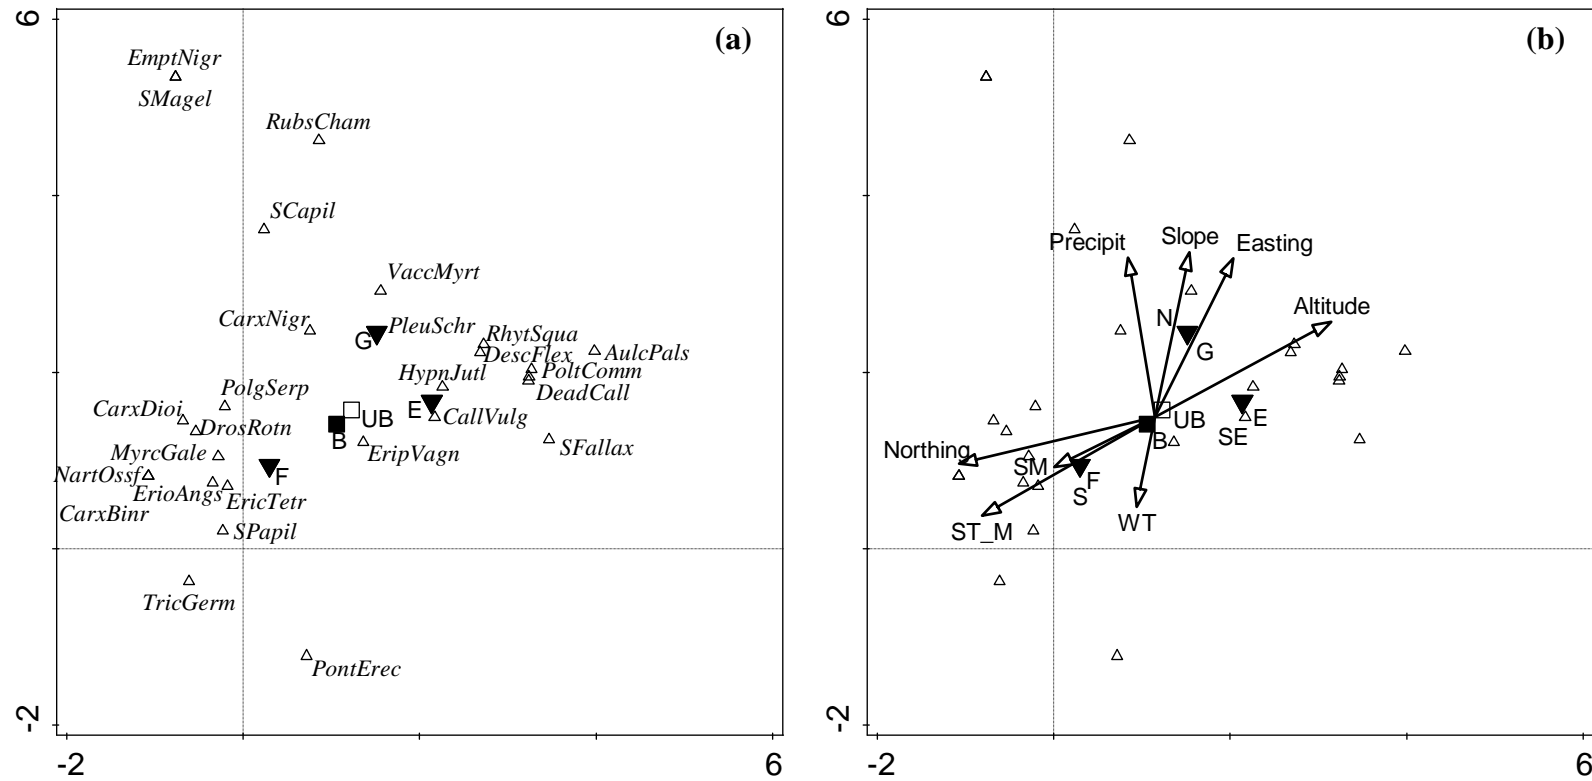 6
(a)
EmptNigr
SMagel
RubsCham
SCapil
VaccMyrt
CarxNigr
PleuSchr
G
RhytSqua
DescFlex
AulcPals
HypnJutl
PoltComm
DeadCall
PolgSerp
E
CarxDioi
UB
CallVulg
DrosRotn
B
MyrcGale
EripVagn
SFallax
NartOssf
F
ErioAngs
EricTetr
CarxBinr
SPapil
TricGerm
PontErec
-2
-2
6
6
(b)
Precipit
Slope
Easting
Altitude
N
G
E
UB
SE
B
Northing
SM
F
S
WT
ST_M
-2
-2
6